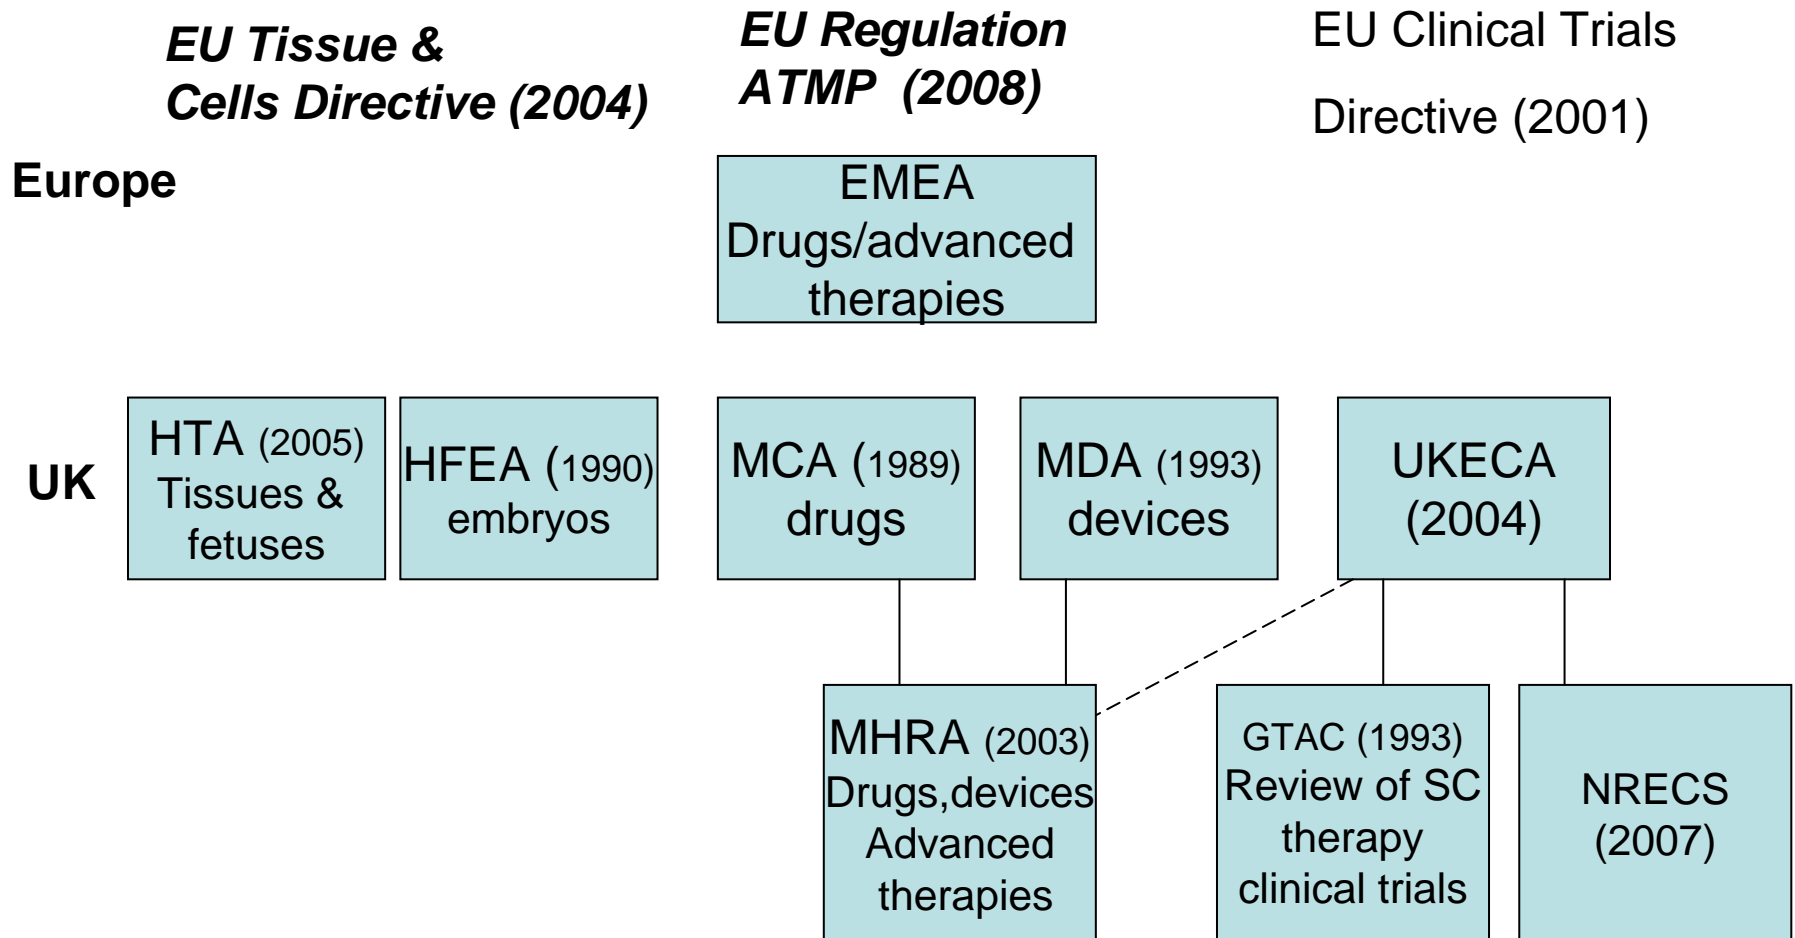 EU Tissue &
Cells Directive (2004)
EU Regulation
ATMP (2008)
EU Clinical Trials
Directive (2001)
Europe
EMEA
Drugs/advanced
therapies
UK
HTA (2005)
Tissues &
fetuses
HFEA (1990)
embryos
MCA (1989)
drugs
MDA (1993)
devices
UKECA
(2004)
MHRA (2003)
Drugs,devices
Advanced
therapies
GTAC (1993)
Review of SC
therapy
clinical trials
NRECS
(2007)